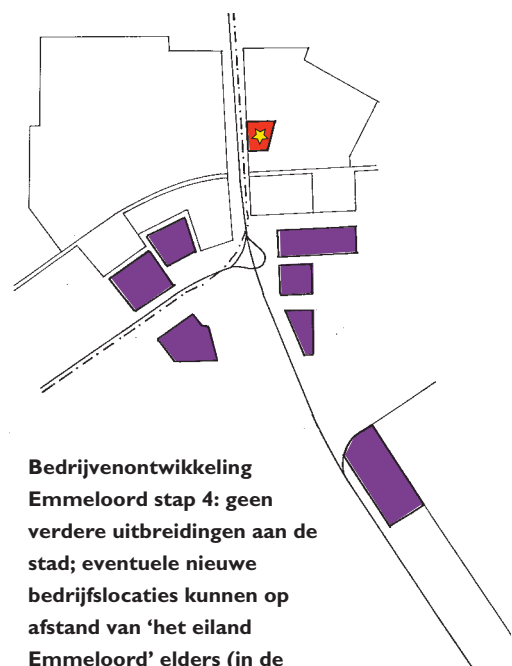 Bedrijvenontwikkeling
Emmeloord stap 4: geen
verdere uitbreidingen aan de
stad; eventuele nieuwe
bedrijfslocaties kunnen op
afstand van ‘het eiland
Emmeloord’ elders (in de